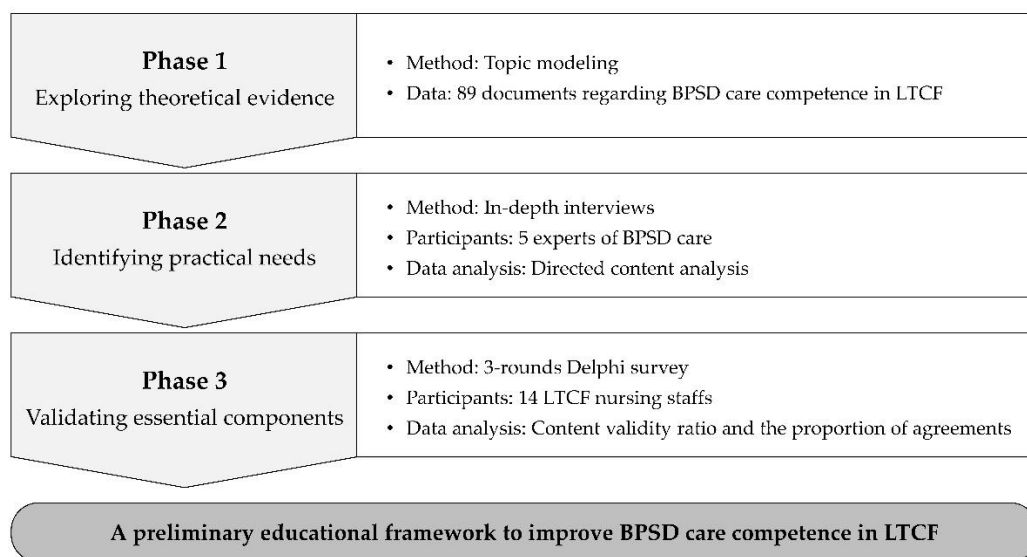 Phase 1
Exploring theoretical evidence
• Method: Topic modeling
• Data: 89 documents regarding BPSD care competence in LTCF
Phase 2
Identifying practical needs
• Method: In-depth interviews
• Participants: 5 experts of BPSD care
• Data analysis: Directed content analysis
Phase 3
Validating essential components
• Method: 3-rounds Delphi survey
• Participants: 14 LTCF nursing staffs
• Data analysis: Content validity ratio and the proportion of agreements
A preliminary educational framework to improve BPSD care competence in LTCF